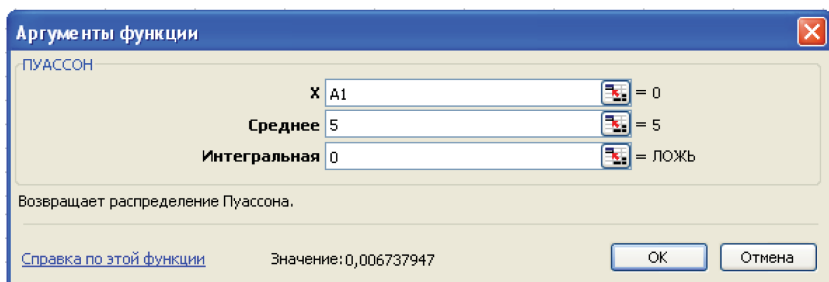 Аргументы функции
ПУАССОН
X A1 = 0
Среднее 5 = 5
Интегральная 0 = ЛОЖЬ
Возвращает распределение Пуассона.
Справка по этой функции Значение: 0,006737947 ОК Отмена